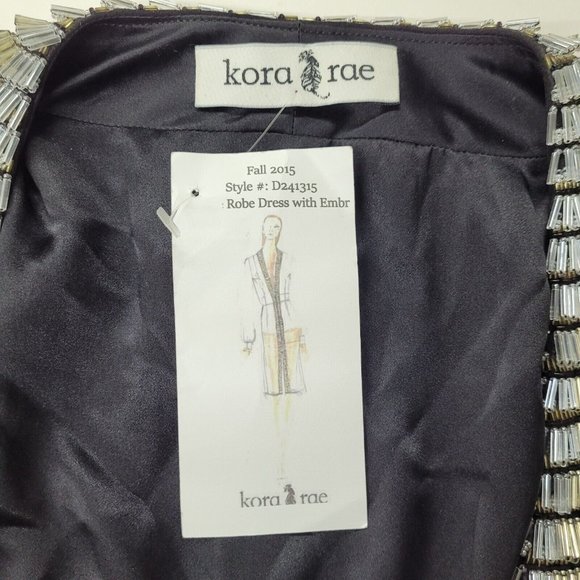 kora rae
Fall 2015
Style #: D241315
: Robe Dress with Embr
kora rae